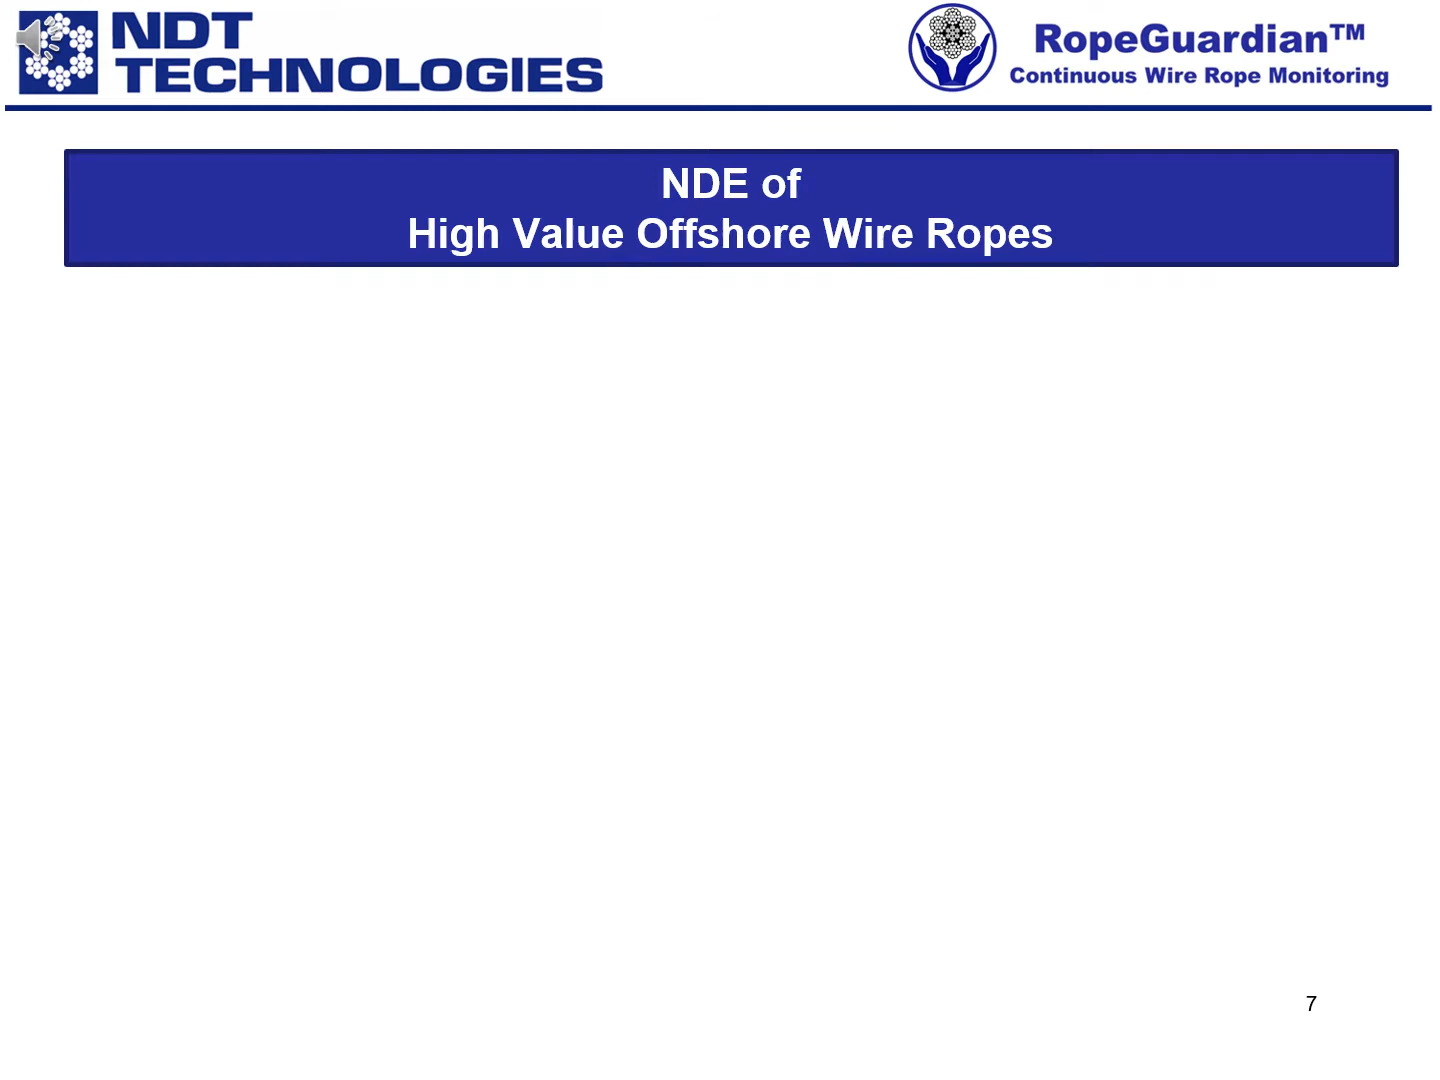 NDT
TECHNOLOGIES
RopeGuardian™
Continuous Wire Rope Monitoring
NDE of
High Value Offshore Wire Ropes
7